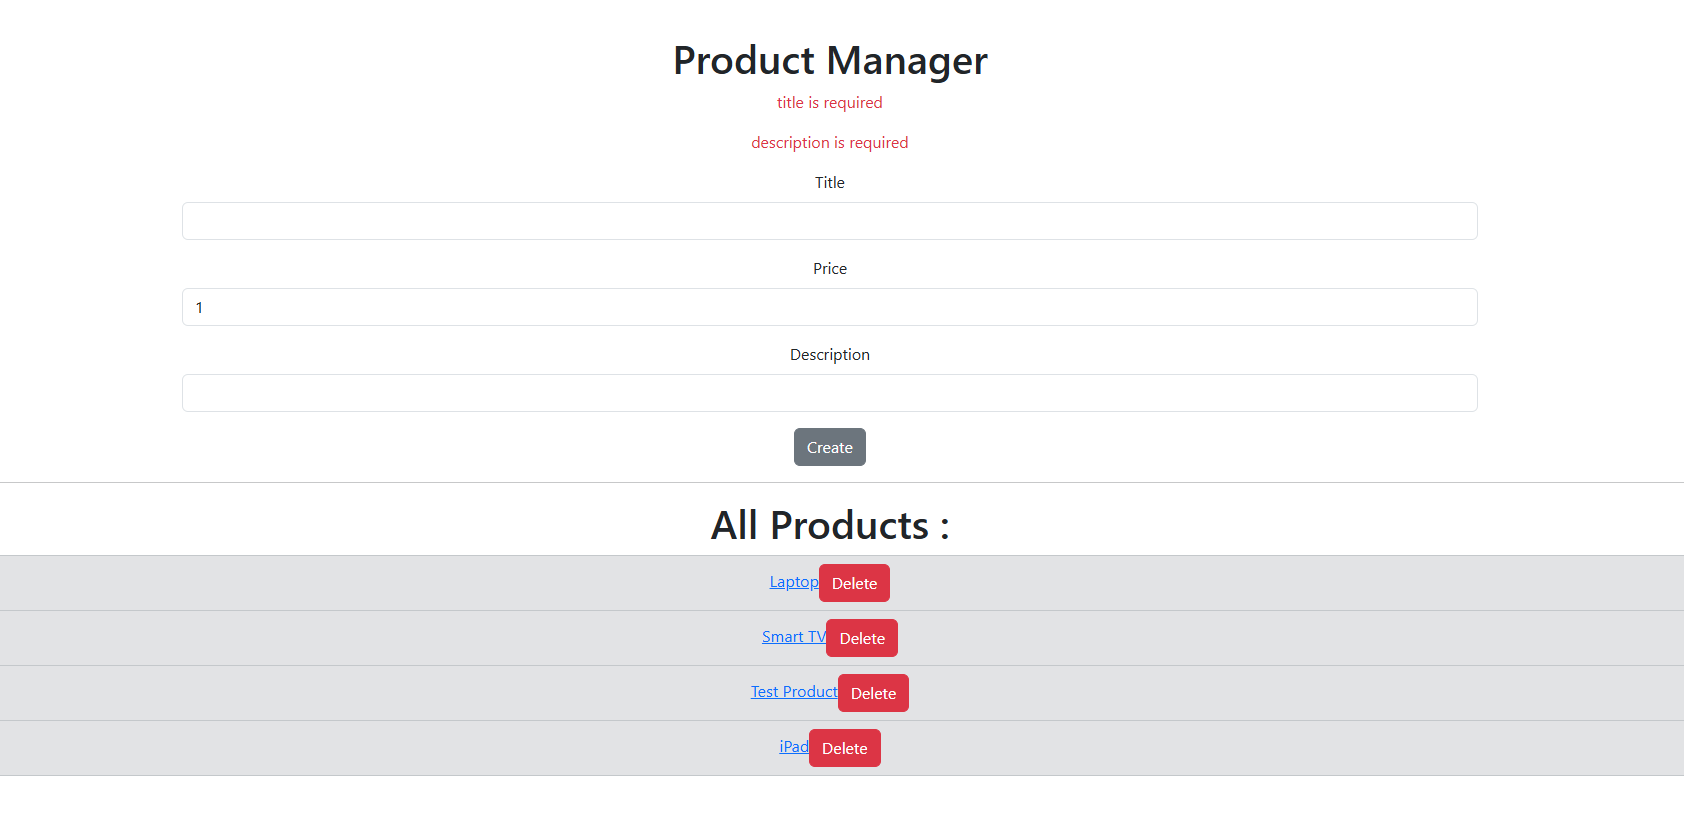 Product Manager
title is required
description is required
Title
Price
1
Description
Create
All Products :
Laptop Delete
Smart TV Delete
Test Product Delete
iPad Delete